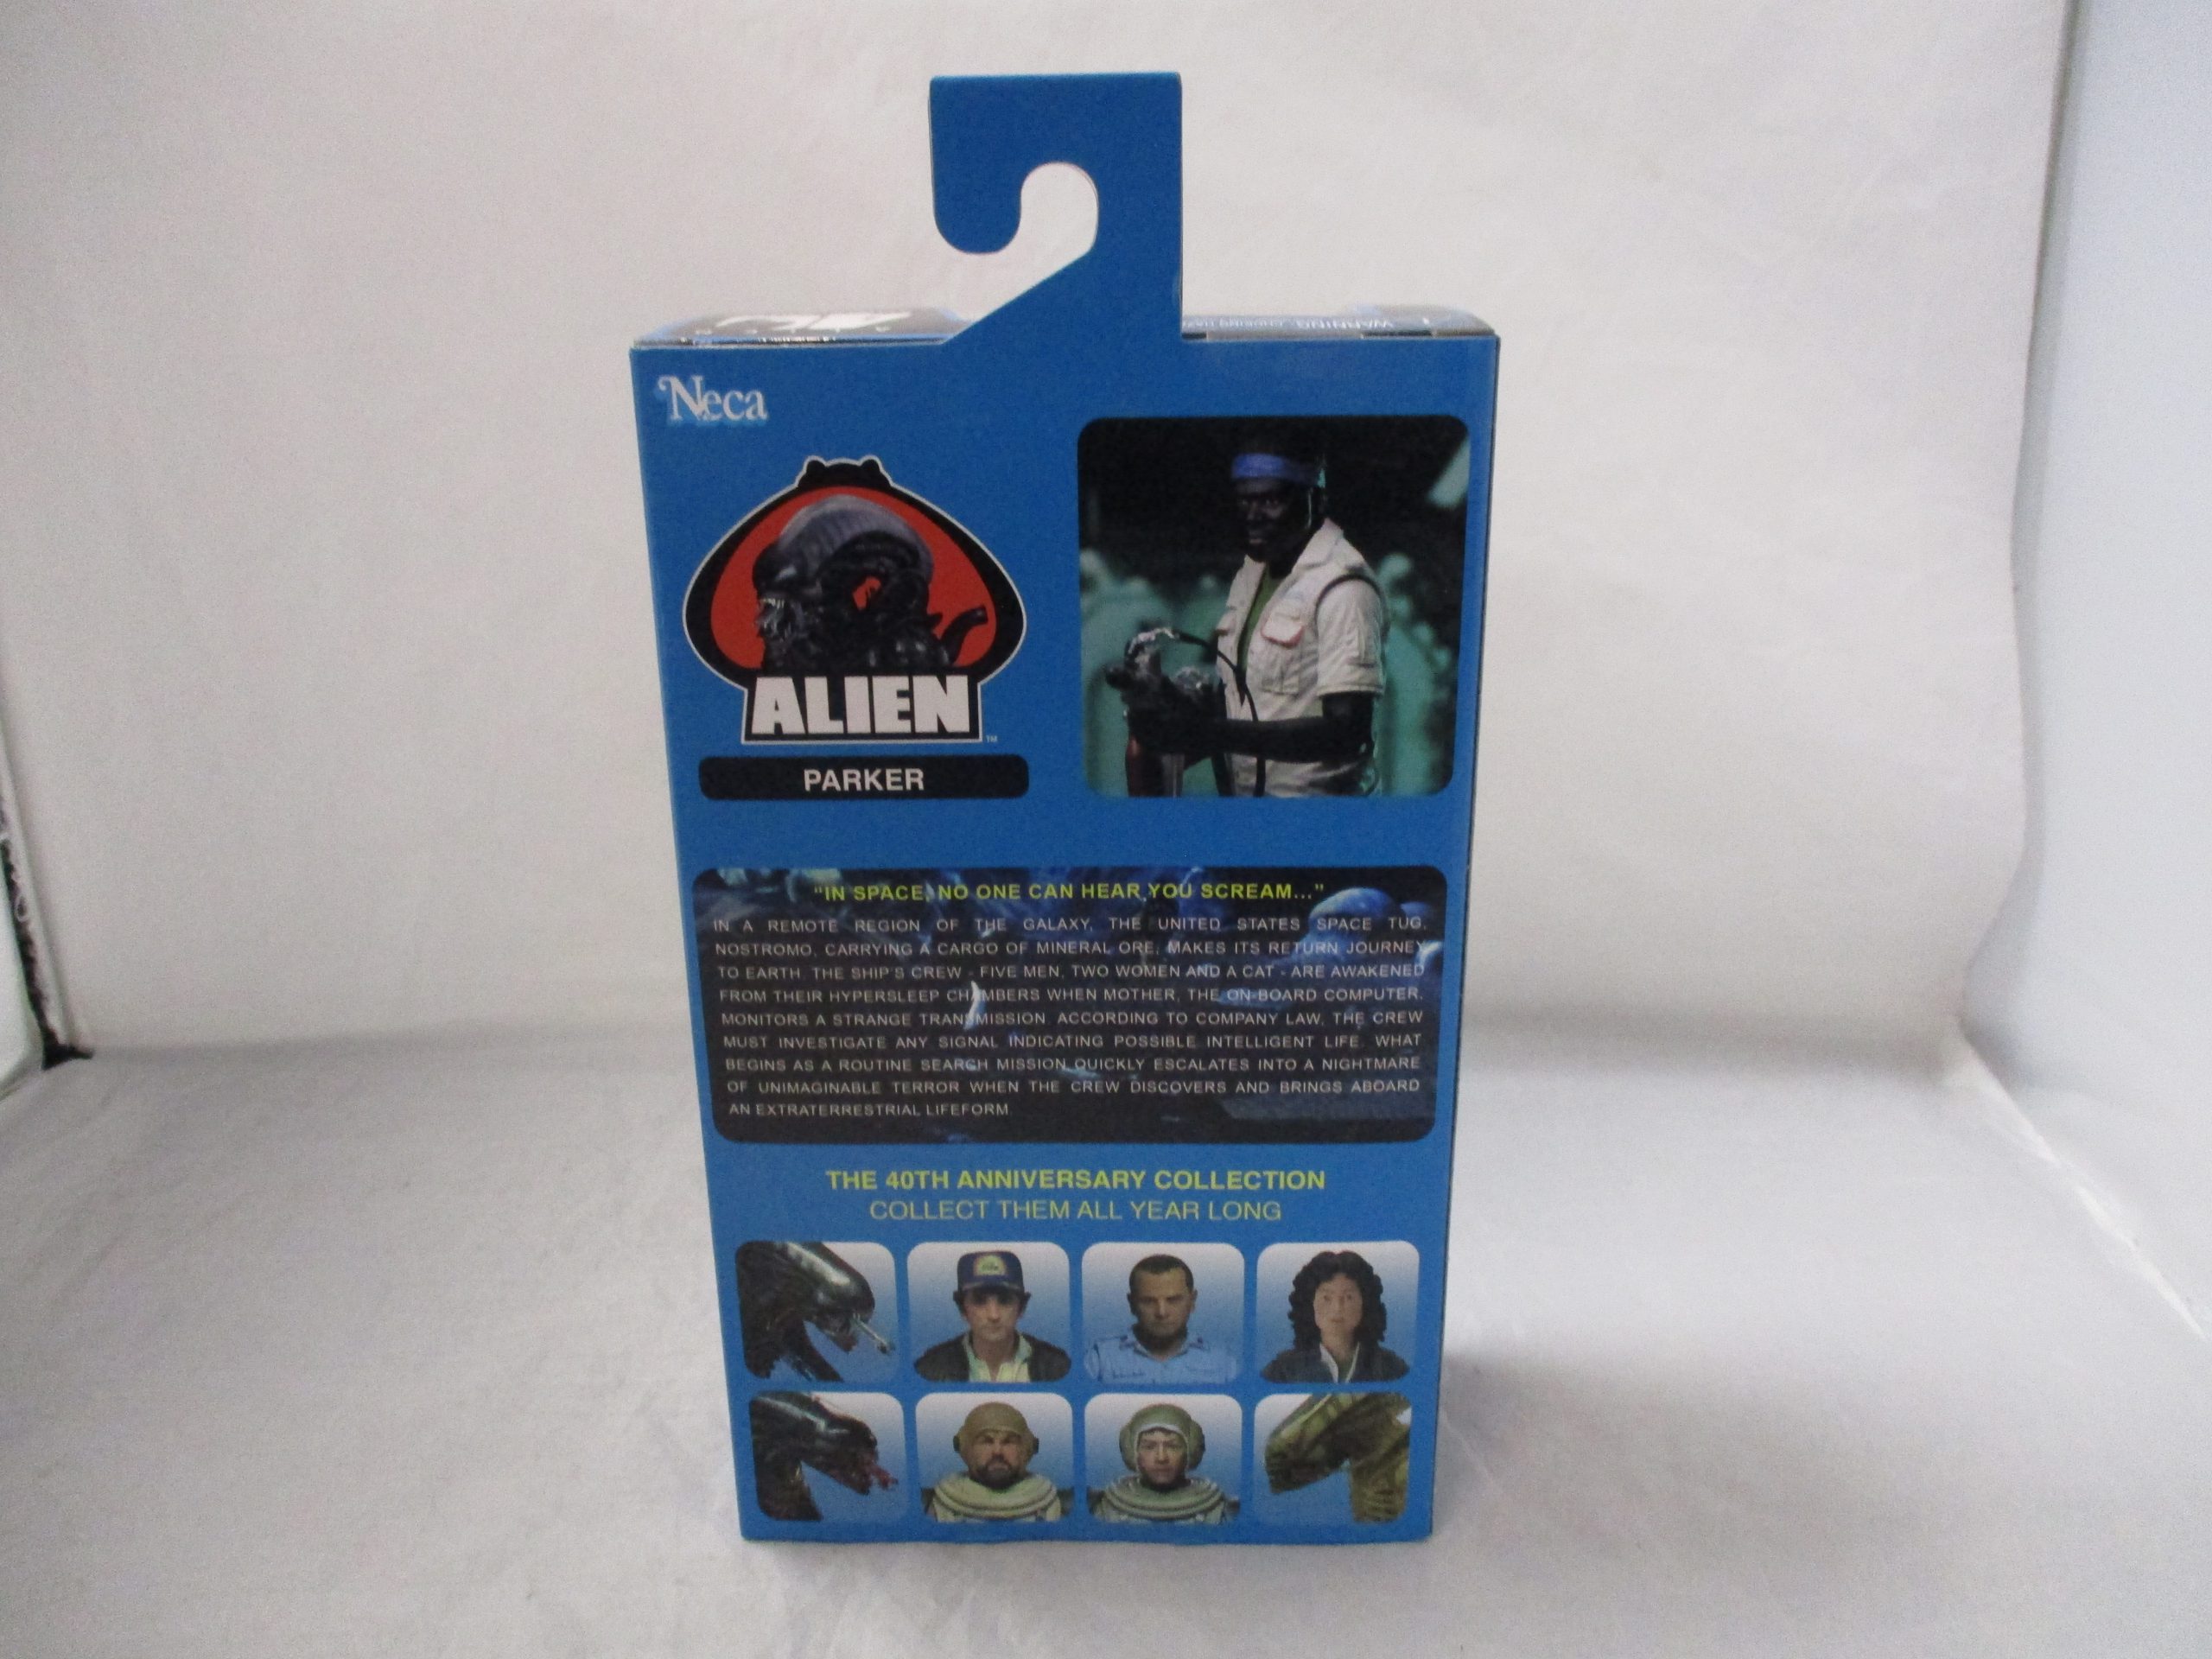 WARNING: CHOKING HAZ
Neca
ALIEN
TM
PARKER
"IN SPACE, NO ONE CAN HEAR YOU SCREAM..."
IN A REMOTE REGION OF THE GALAXY, THE UNITED STATES SPACE TUG,
NOSTROMO, CARRYING A CARGO OF MINERAL ORE, MAKES ITS RETURN JOURNEY
TO EARTH. THE SHIP'S CREW - FIVE MEN, TWO WOMEN AND A CAT - ARE AWAKENED
FROM THEIR HYPERSLEEP CHAMBERS WHEN MOTHER, THE ON-BOARD COMPUTER,
MONITORS A STRANGE TRANSMISSION. ACCORDING TO COMPANY LAW, THE CREW
MUST INVESTIGATE ANY SIGNAL INDICATING POSSIBLE INTELLIGENT LIFE. WHAT
BEGINS AS A ROUTINE SEARCH MISSION QUICKLY ESCALATES INTO A NIGHTMARE
OF UNIMAGINABLE TERROR WHEN THE CREW DISCOVERS AND BRINGS ABOARD
AN EXTRATERRESTRIAL LIFEFORM.
THE 40TH ANNIVERSARY COLLECTION
COLLECT THEM ALL YEAR LONG